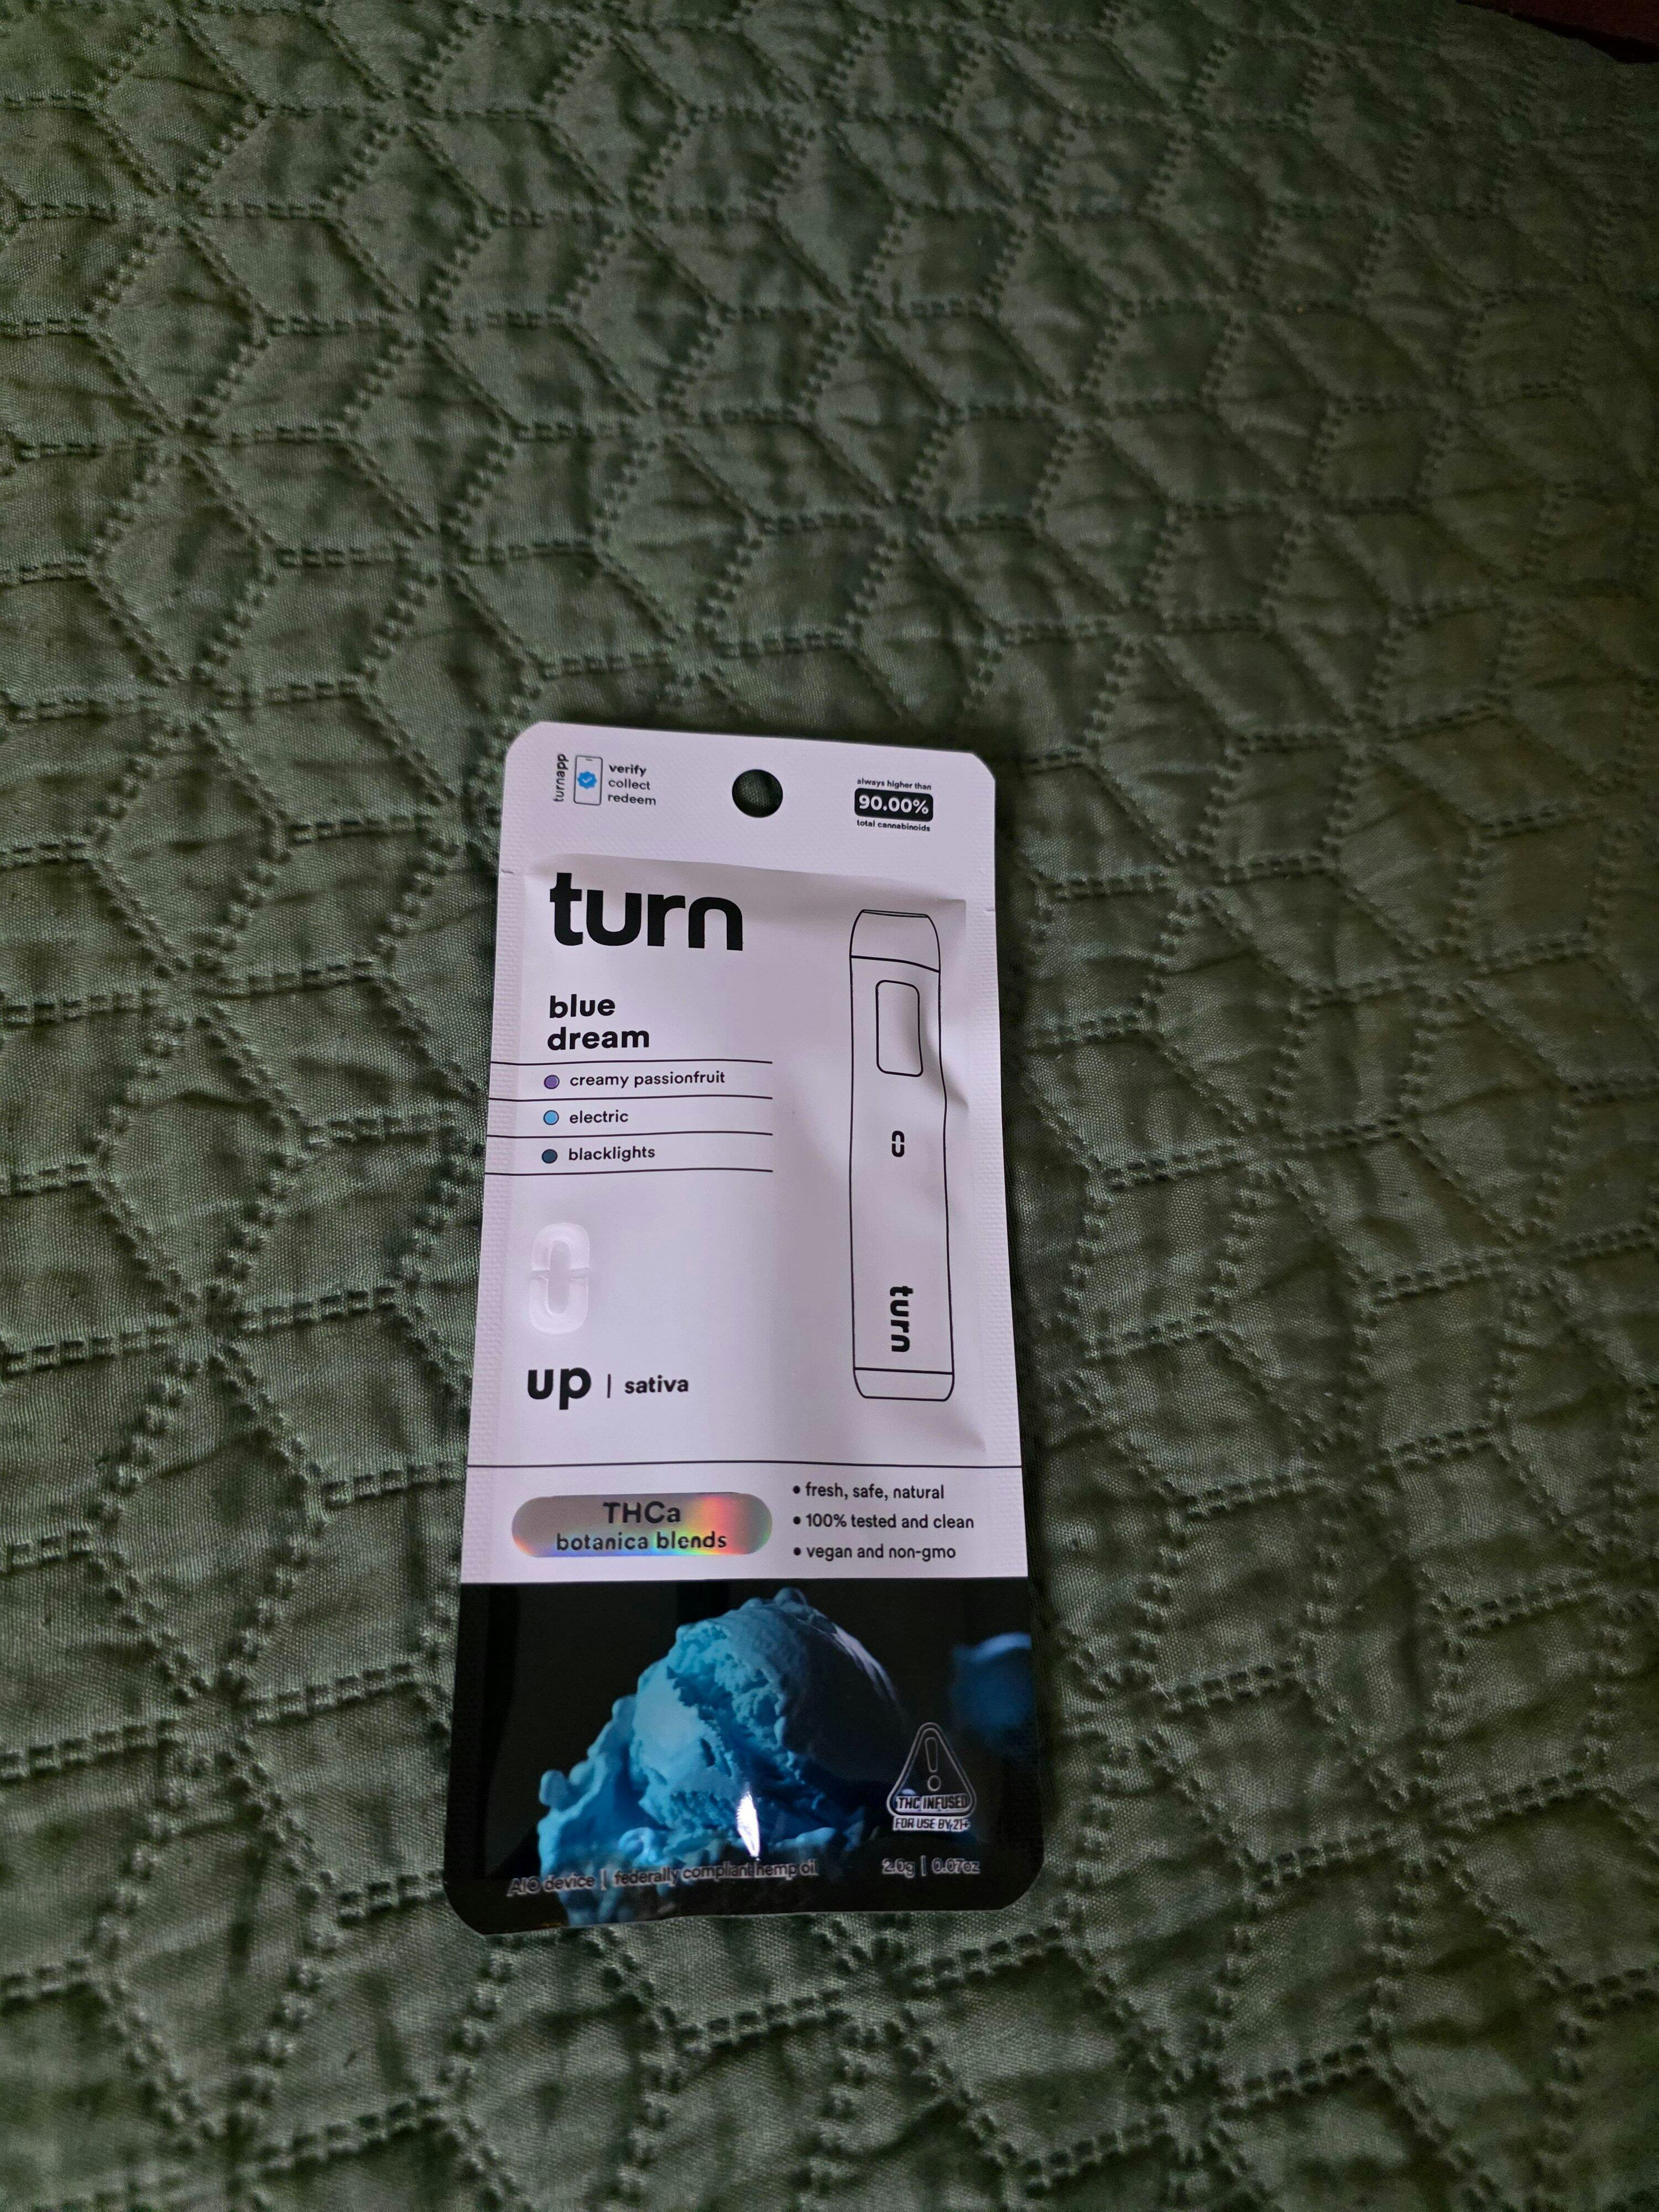 turnapp
verify
collect
redeem
always higher than
90.00%
total cannabinoids
turn
blue
dream
creamy passionfruit
electric
blacklights
up | sativa
turn
THCa
botanica blends
• fresh, safe, natural
• 100% tested and clean
• vegan and non-gmo
THC INFUSED
FOR USE BY 21+
AIO device | federally compliant hemp oil
2.0g | 0.07oz